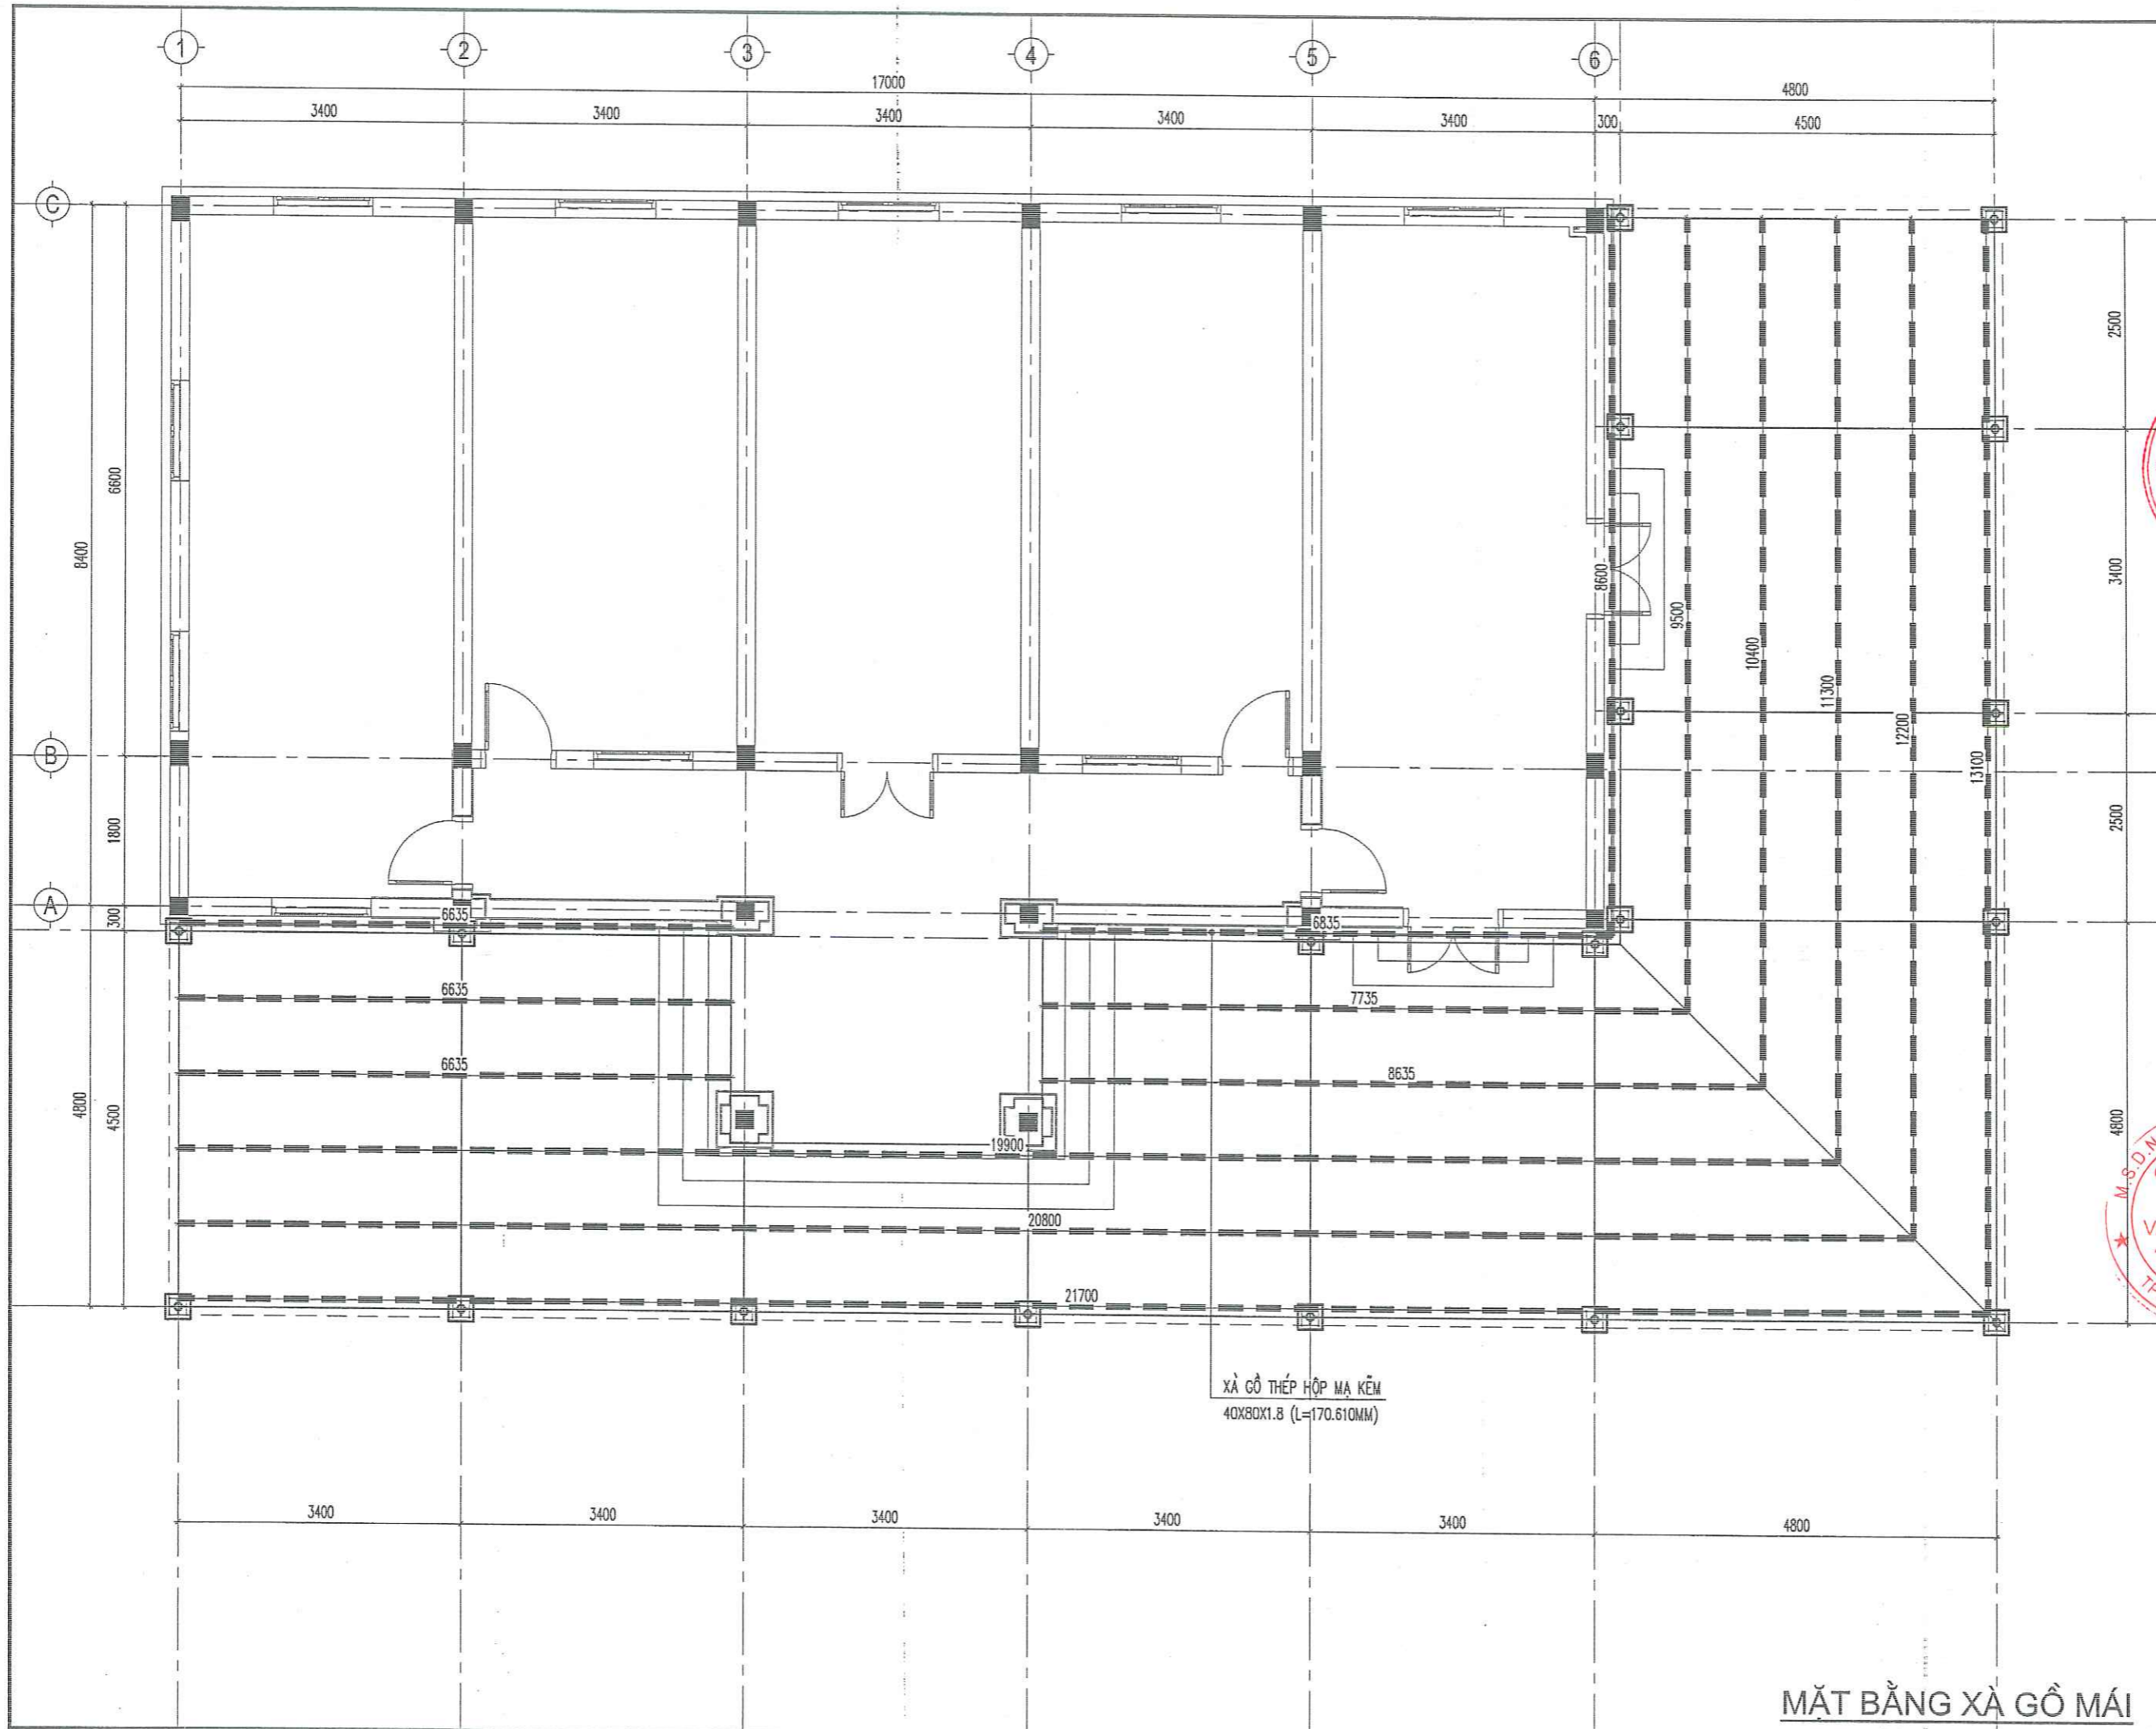 1 2 3 4 5 6
17000 4800
3400 3400 3400 3400 3400 300 4500
C
2500
6600
8400
3400
8600
9500
10400
11300
12200
13100
B
1800
2500
A
300
6635 6835
6635 7735
6635 8635
4800
4500
4800
19900
20800
21700
M.S.D.N
XÀ GỒ THÉP HỘP MẠ KẼM
40X80X1.8 (L=170.610MM)
3400 3400 3400 3400 3400 4800
MẶT BẰNG XÀ GỒ MÁI